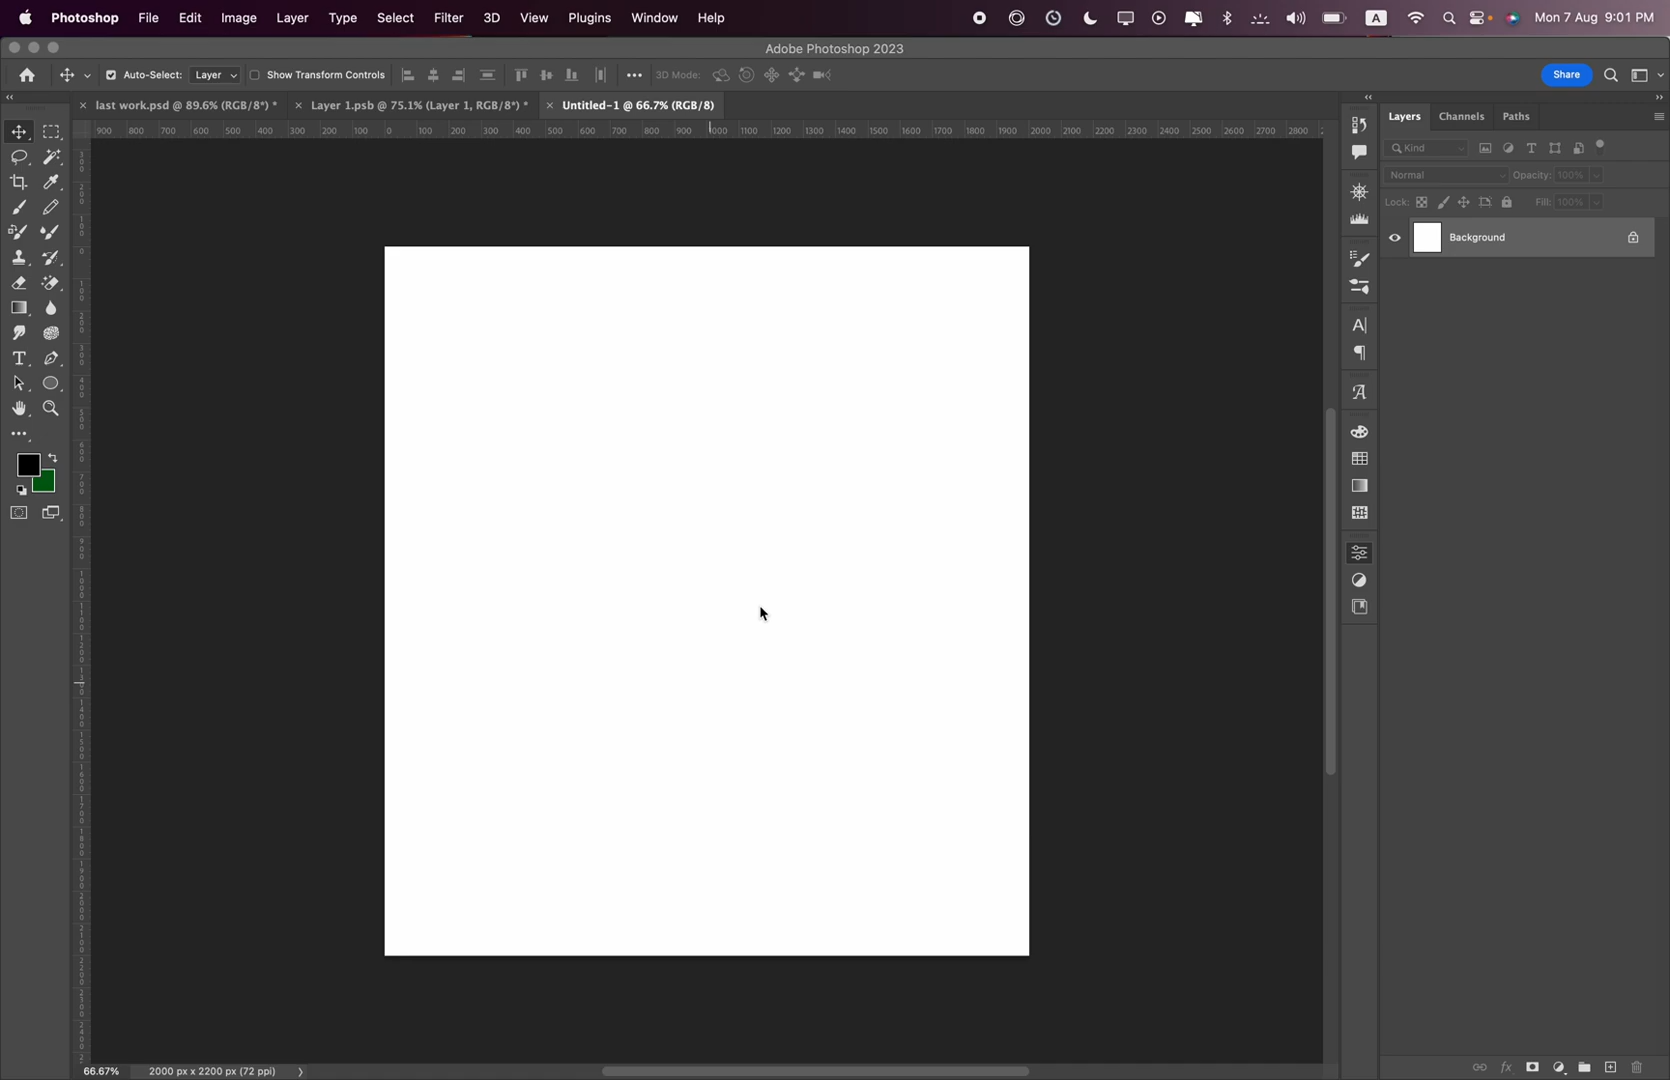 Photoshop File Edit Image Layer Type Select Filter 3D View Plugins Window Help A Mon 7 Aug 9:01 PM
Adobe Photoshop 2023
Auto-Select: Layer Show Transform Controls 3D Mode: Share
last work.psd @ 89.6% (RGB/8*) * Layer 1.psb @ 75.1% (Layer 1, RGB/8*) * Untitled-1 @ 66.7% (RGB/8)
Layers Channels Paths
900 800 700 600 500 400 300 200 100 0 100 200 300 400 500 600 700 800 900 1000 1100 1200 1300 1400 1500 1600 1700 1800 1900 2000 2100 2200 2300 2400 2500 2600 2700 2800
Kind
Normal Opacity: 100%
Lock: Fill: 100%
Background
66.67% 2000 px x 2200 px (72 ppi)